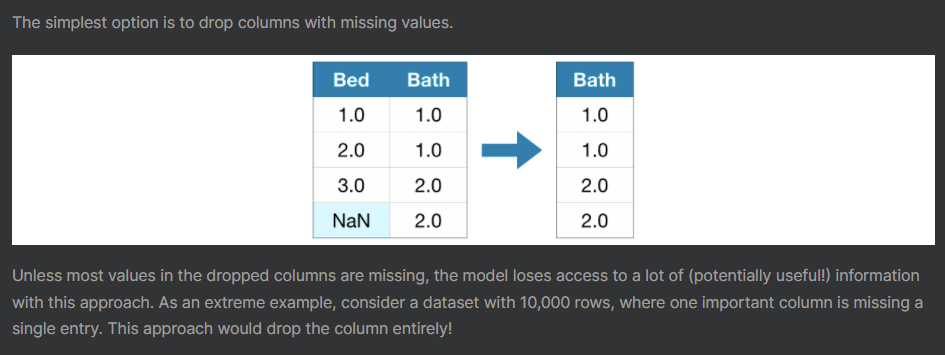 The simplest option is to drop columns with missing values.
Bed Bath Bath
1.0 1.0 1.0
2.0 1.0 1.0
3.0 2.0 2.0
NaN 2.0 2.0
Unless most values in the dropped columns are missing, the model loses access to a lot of (potentially useful!) information
with this approach. As an extreme example, consider a dataset with 10,000 rows, where one important column is missing a
single entry. This approach would drop the column entirely!